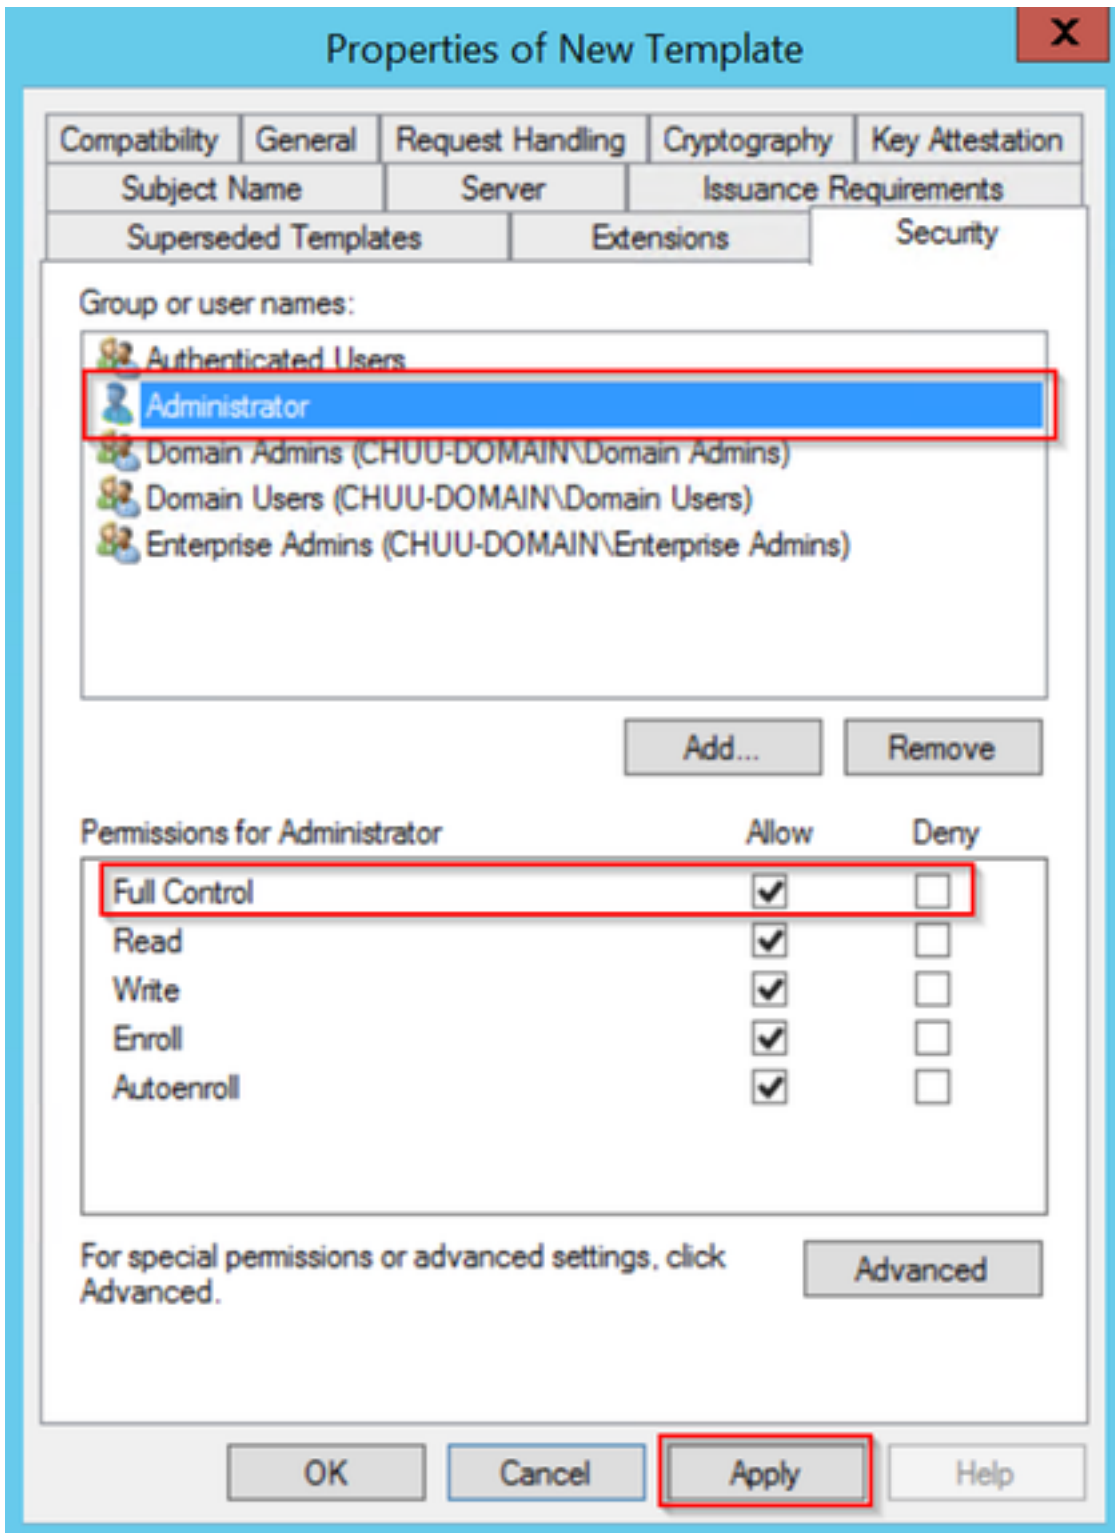 Properties of New Template
X
Compatibility General Request Handling Cryptography Key Attestation
Subject Name Server Issuance Requirements
Superseded Templates Extensions Security
Group or user names:
Authenticated Users
Administrator
Domain Admins (CHUU-DOMAIN\Domain Admins)
Domain Users (CHUU-DOMAIN\Domain Users)
Enterprise Admins (CHUU-DOMAIN\Enterprise Admins)
Add... Remove
Permissions for Administrator Allow Deny
Full Control
Read
Write
Enroll
Autoenroll
For special permissions or advanced settings, click
Advanced.
Advanced
OK Cancel Apply Help